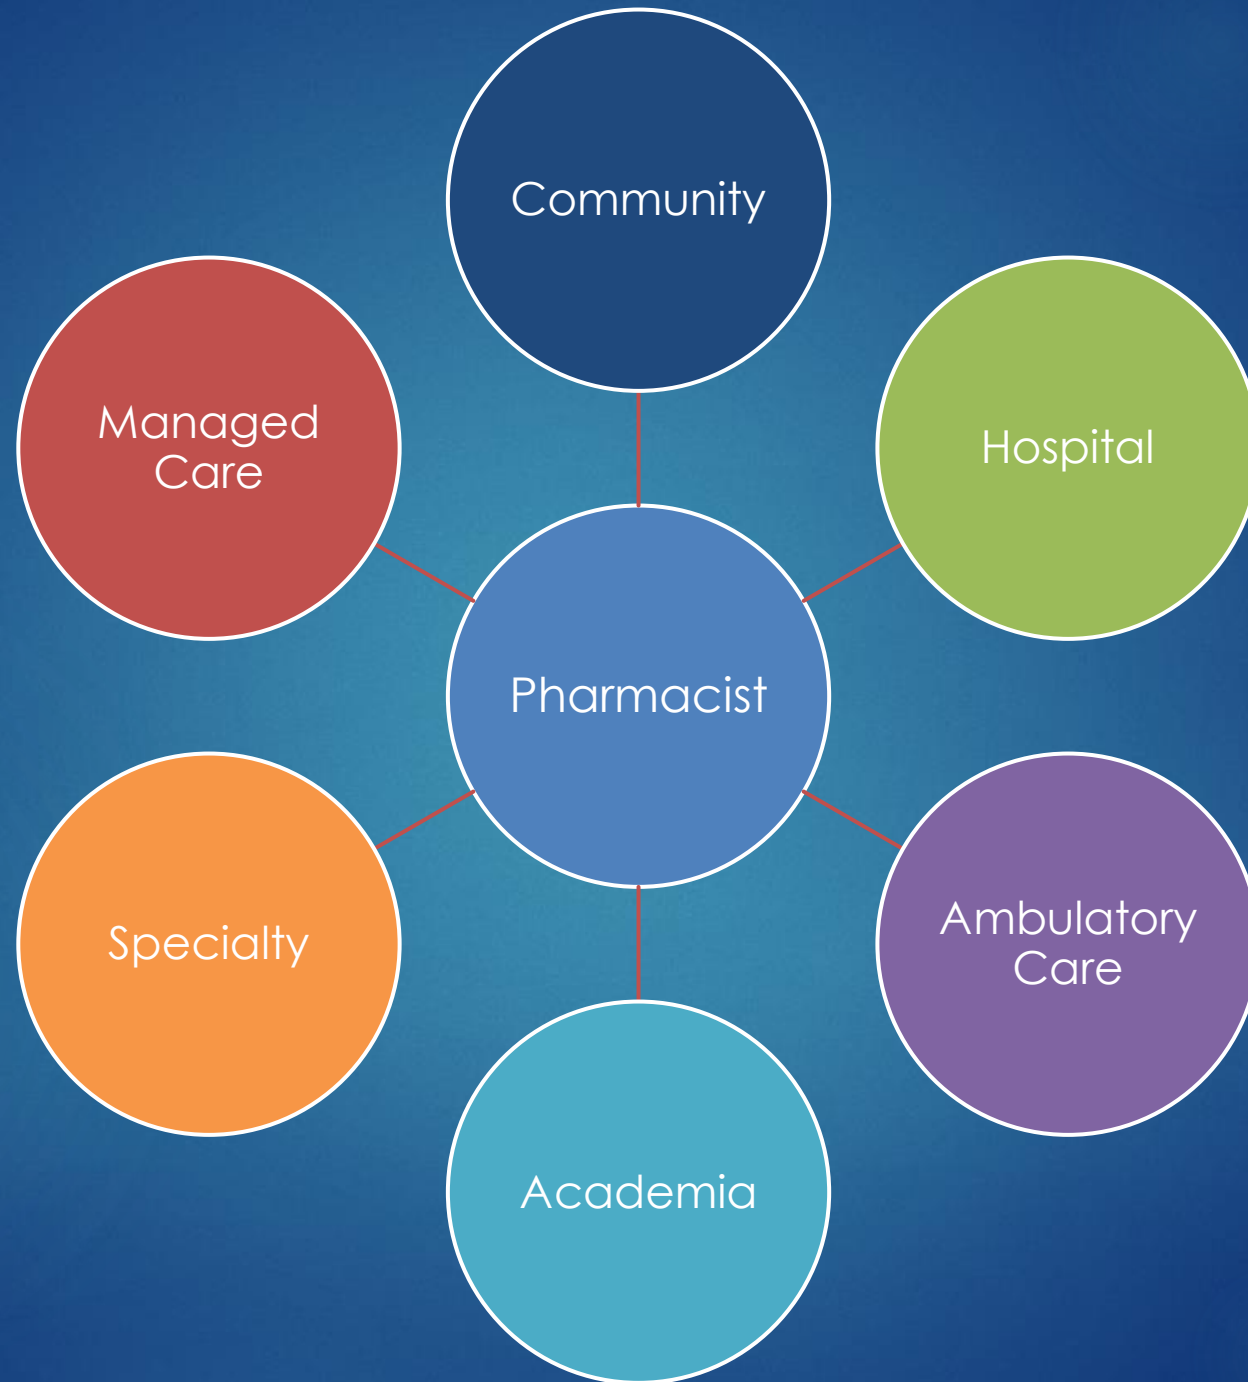 Community
Managed
Care
Hospital
Pharmacist
Specialty
Ambulatory
Care
Academia